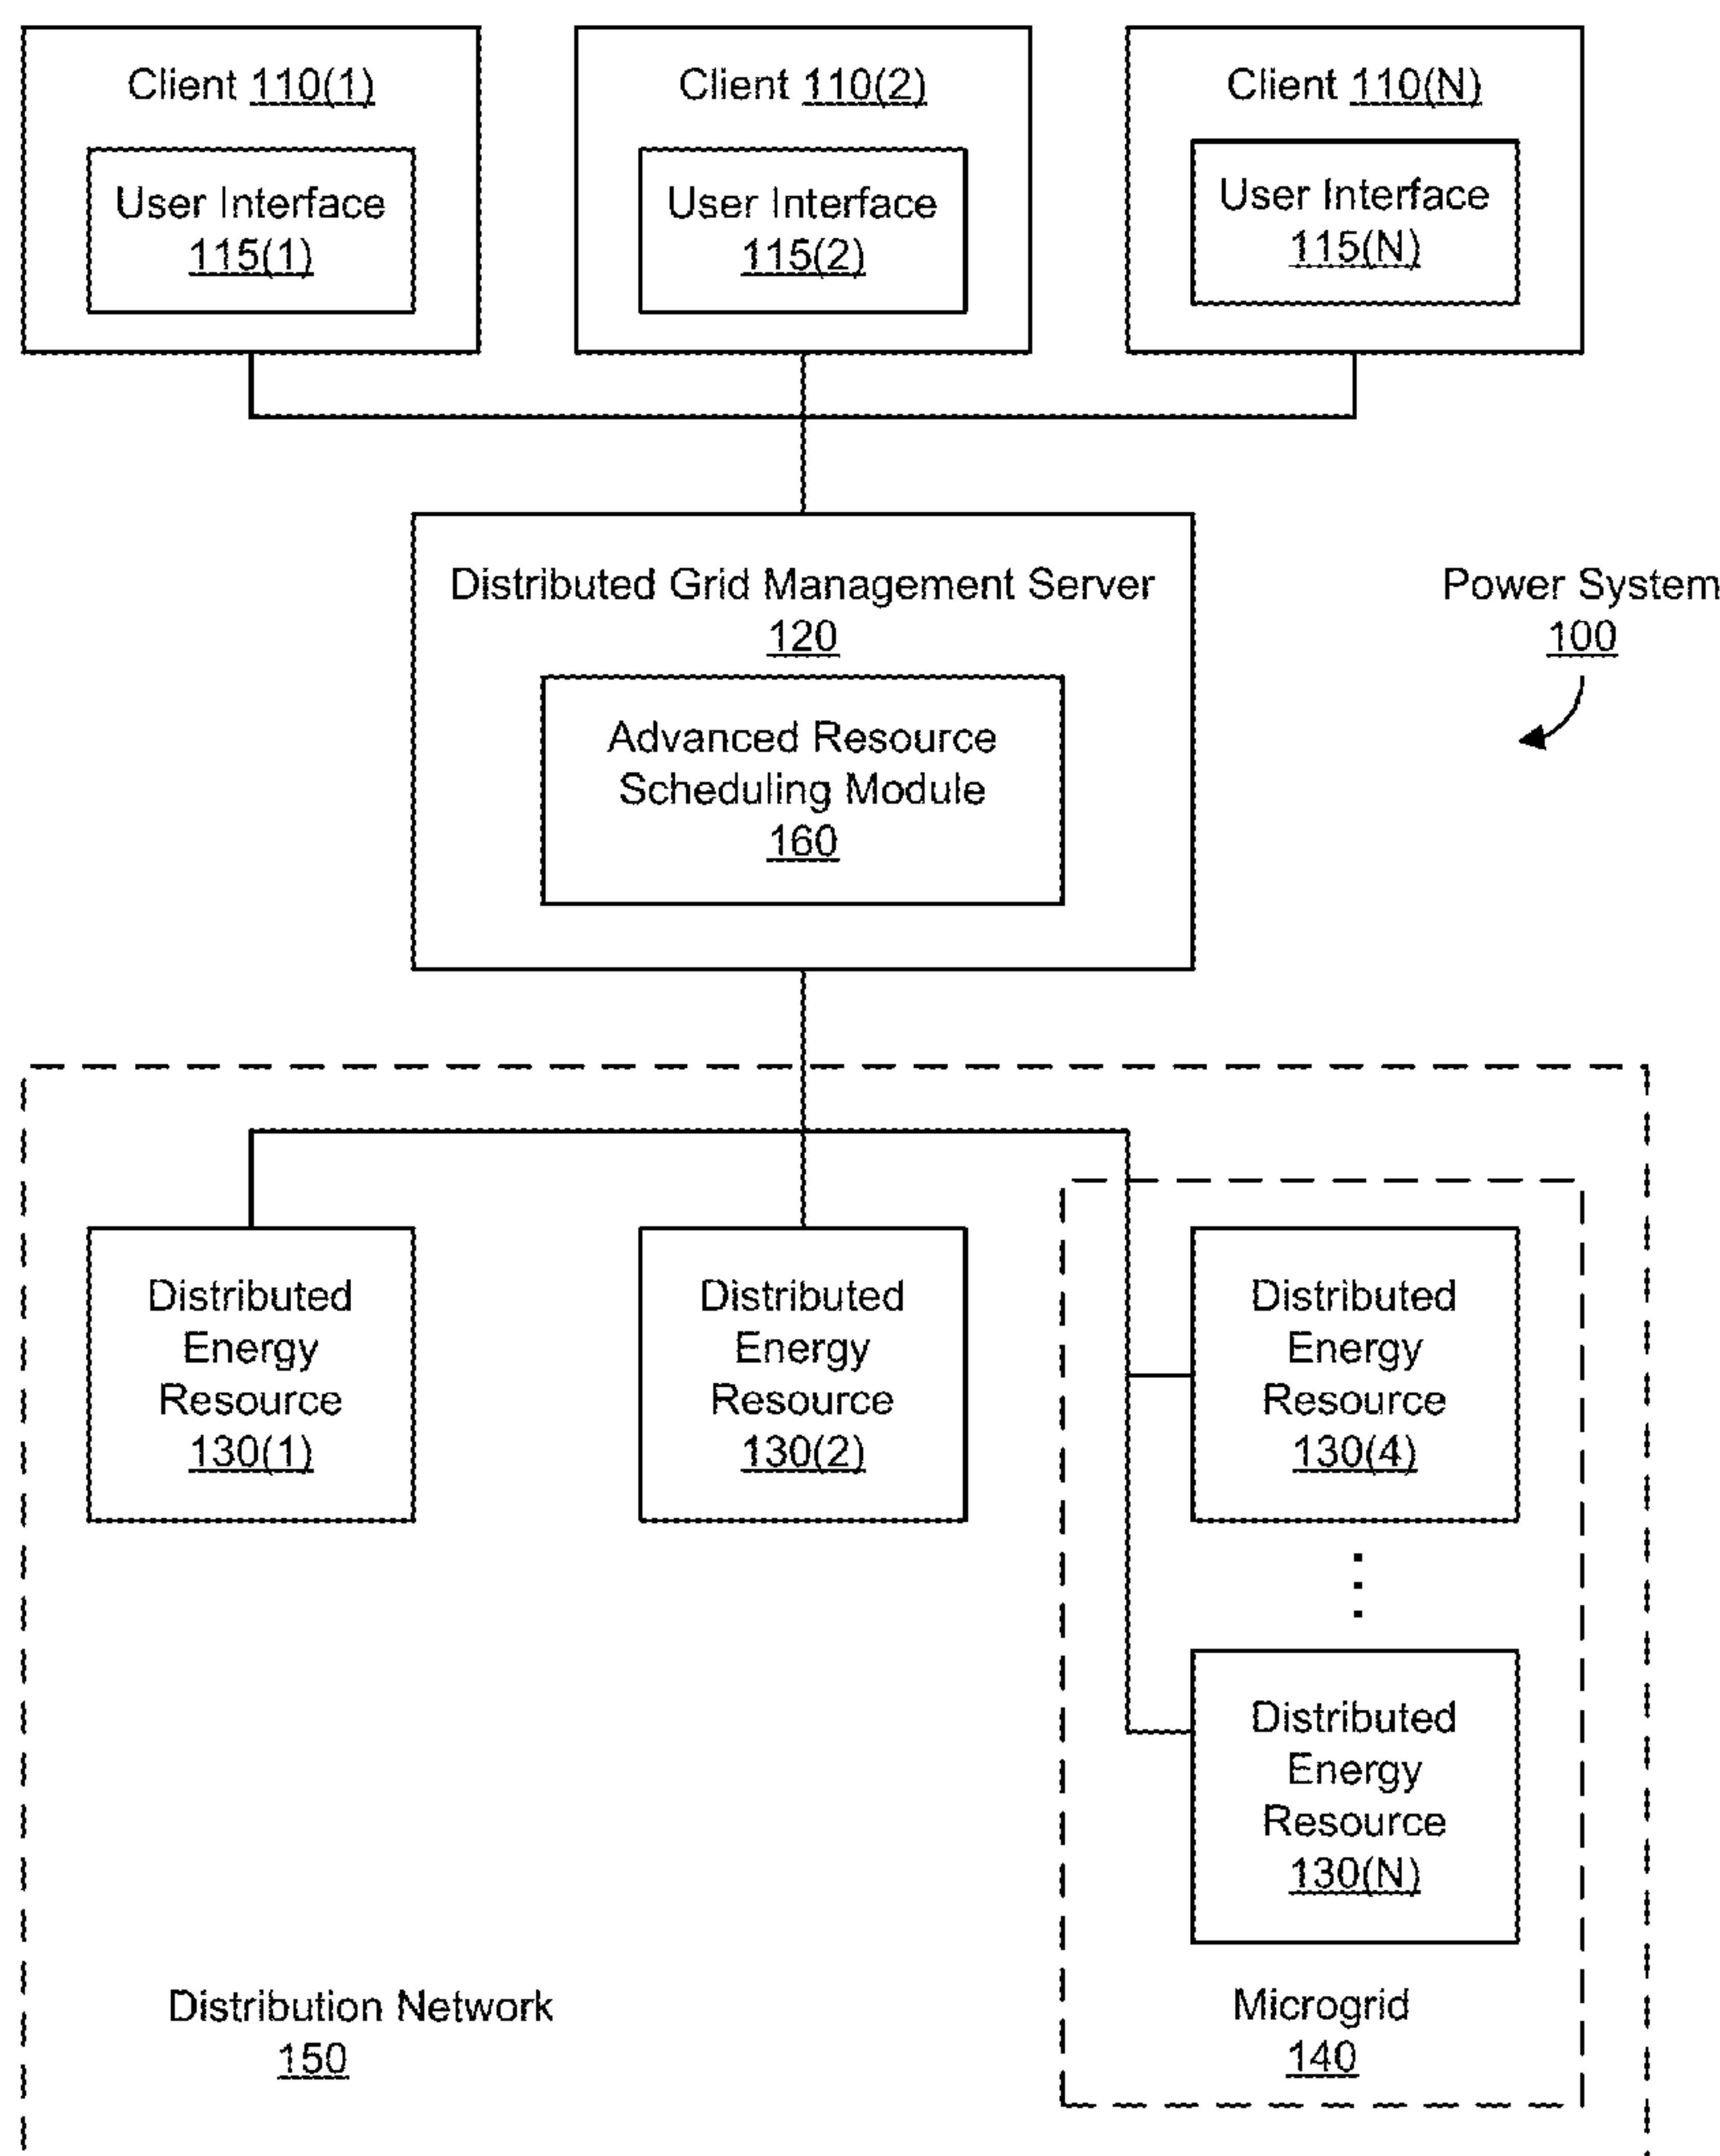 Client 110(1)
User Interface
115(1)
Client 110(2)
User Interface
115(2)
Client 110(N)
User Interface
115(N)
Distributed Grid Management Server
120
Advanced Resource
Scheduling Module
160
Power System
100
Distributed
Energy
Resource
130(1)
Distributed
Energy
Resource
130(2)
Distributed
Energy
Resource
130(4)
Distributed
Energy
Resource
130(N)
Distribution Network
150
Microgrid
140